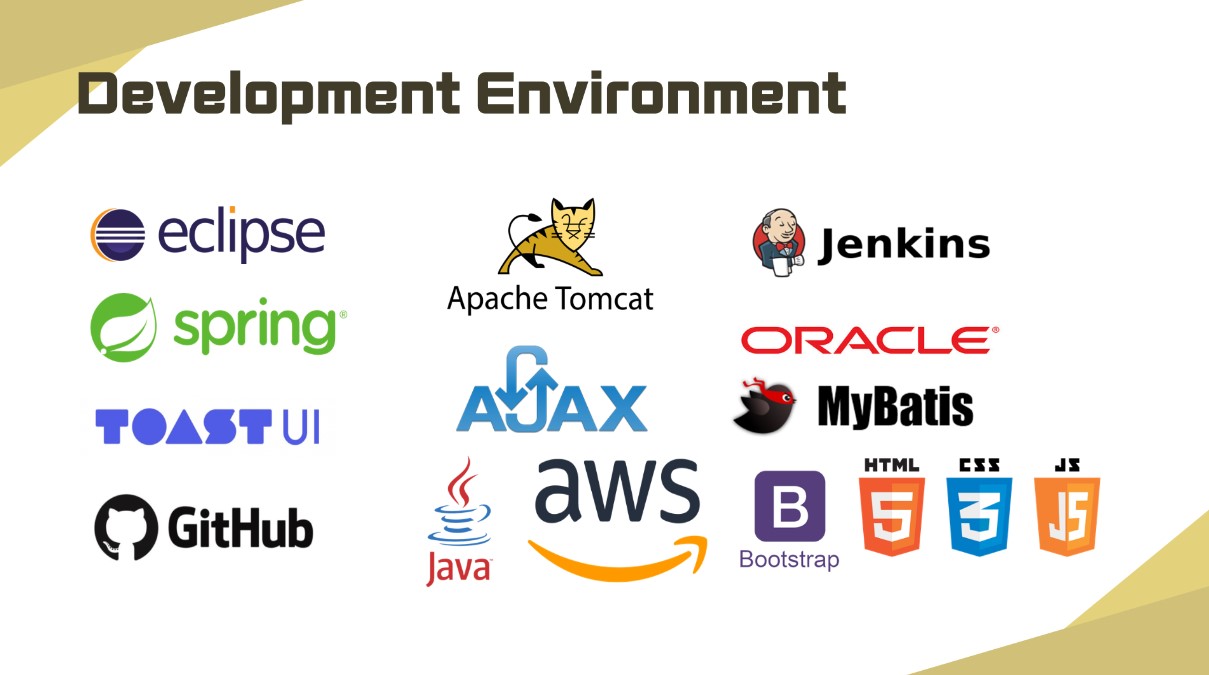 Development Environment
eclipse
spring®
TOAST UI
GitHub
Apache Tomcat
AJAX
Java
aws
Jenkins
ORACLE®
MyBatis
B
Bootstrap
HTML
5
CSS
3
JS
JS